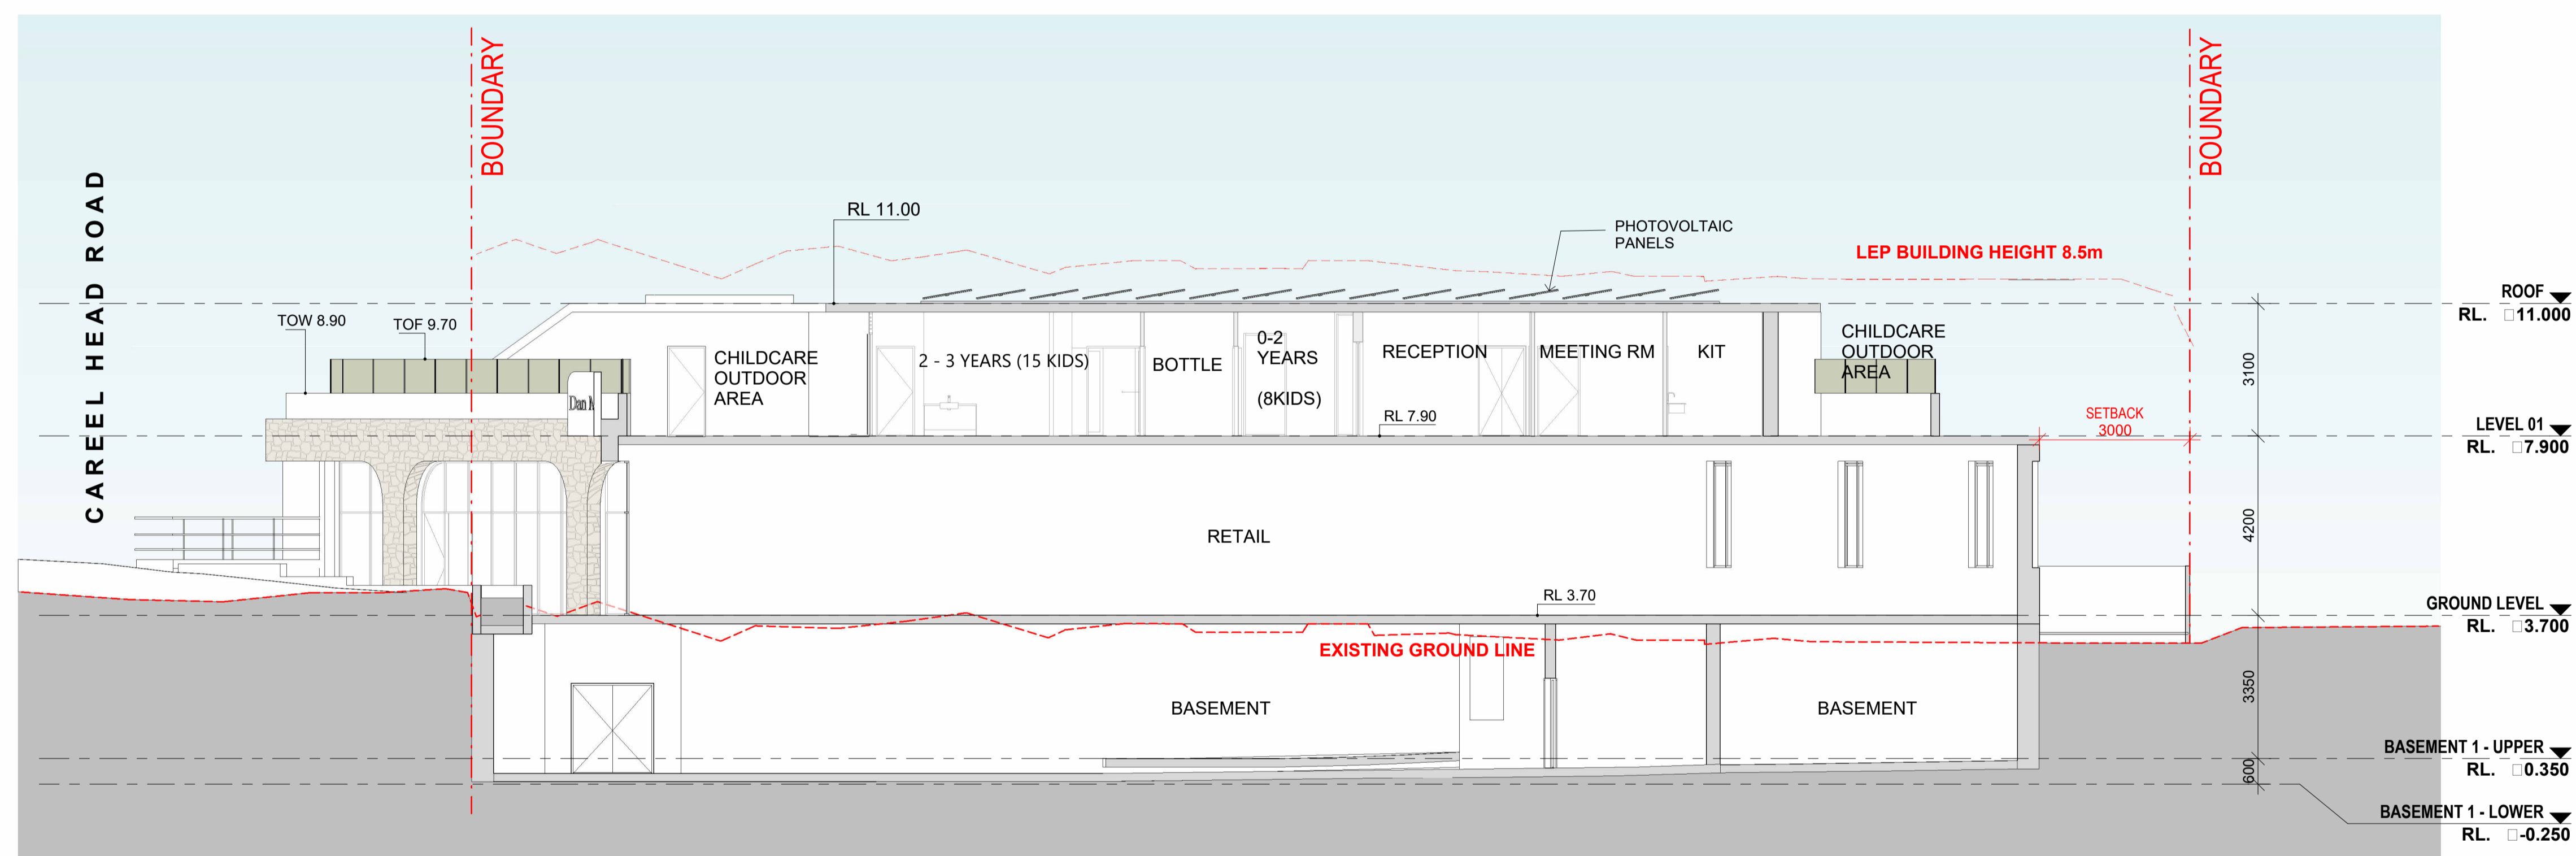 BOUNDARY
BOUNDARY
CAREEL HEAD ROAD
RL 11.00
PHOTOVOLTAIC
PANELS
LEP BUILDING HEIGHT 8.5m
ROOF
RL. □11.000
TOW 8.90
TOF 9.70
CHILDCARE
OUTDOOR
AREA
2 - 3 YEARS (15 KIDS)
BOTTLE
0-2
YEARS
(8KIDS)
RECEPTION
MEETING RM
KIT
CHILDCARE
OUTDOOR
AREA
3100
Dan M
RL 7.90
SETBACK
3000
LEVEL 01
RL. □7.900
RETAIL
4200
RL 3.70
GROUND LEVEL
RL. □3.700
EXISTING GROUND LINE
BASEMENT
BASEMENT
3350
BASEMENT 1 - UPPER
RL. □0.350
600
BASEMENT 1 - LOWER
RL. □-0.250